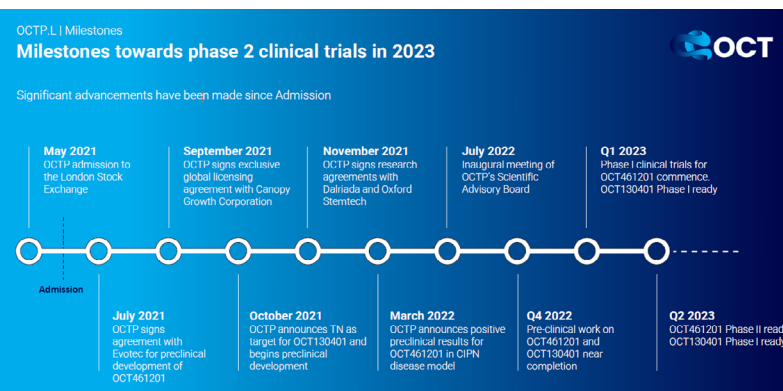 OCTP.L | Milestones
Milestones towards phase 2 clinical trials in 2023
OCT
Significant advancements have been made since Admission
May 2021
OCTP admission to
the London Stock
Exchange
September 2021
OCTP signs exclusive
global licensing
agreement with Canopy
Growth Corporation
November 2021
OCTP signs research
agreements with
Dalriada and Oxford
Stemtech
July 2022
Inaugural meeting of
OCTP's Scientific
Advisory Board
Q1 2023
Phase I clinical trials for
OCT461201 commence.
OCT130401 Phase I ready
Admission
July 2021
OCTP signs
agreement with
Evotec for preclinical
development of
OCT461201
October 2021
OCTP announces TN as
target for OCT130401 and
begins preclinical
development
March 2022
OCTP announces positive
preclinical results for
OCT461201 in CIPN
disease model
Q4 2022
Pre-clinical work on
OCT461201 and
OCT130401 near
completion
Q2 2023
OCT461201 Phase II read
OCT130401 Phase I ready